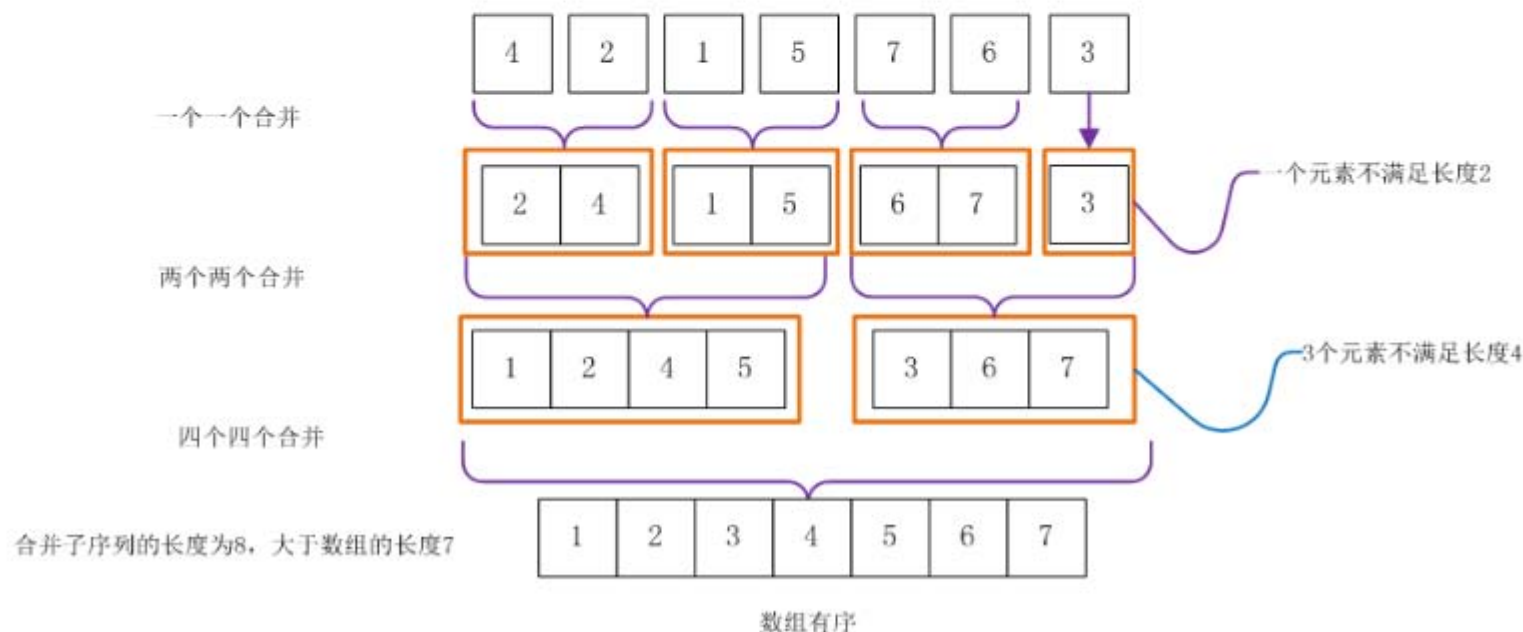 4 2 1 5 7 6 3
一个一个合并
2 4 1 5 6 7 3
一个元素不满足长度2
两个两个合并
1 2 4 5 3 6 7
3个元素不满足长度4
四个四个合并
合并子序列的长度为8，大于数组的长度7
1 2 3 4 5 6 7
数组有序